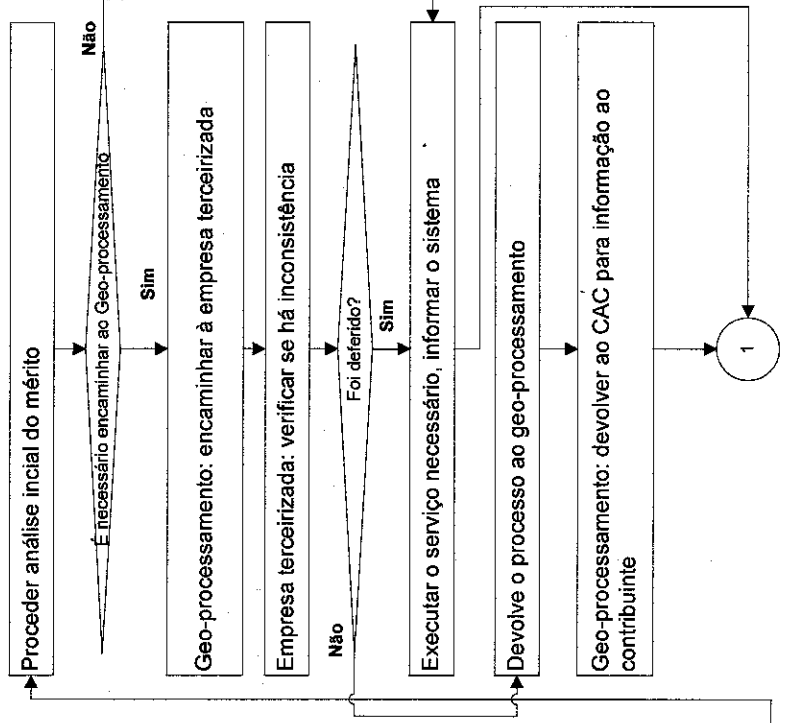 Proceder análise incial do mérito
É necessário encaminhar ao Geo-processamento
Não
Sim
Geo-processamento: encaminhar à empresa terceirizada
Empresa terceirizada: verificar se há inconsistência
Foi deferido?
Não
Sim
Executar o serviço necessário, informar o sistema
Devolve o processo ao geo-processamento
Geo-processamento: devolver ao CAC para informação ao
contribuinte
1